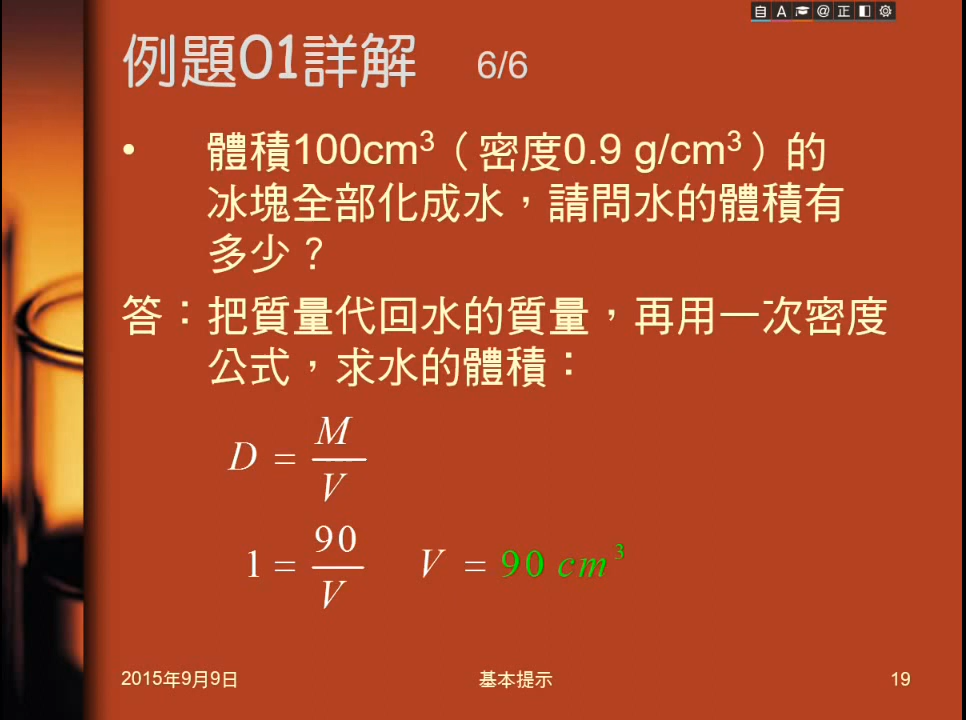 自 A @ 正
例題01詳解 6/6
• 體積100cm³（密度0.9 g/cm³）的
冰塊全部化成水，請問水的體積有
多少？
答：把質量代回水的質量，再用一次密度
公式，求水的體積：
D = M/V
1 = 90/V V = 90 cm³
2015年9月9日 基本提示 19